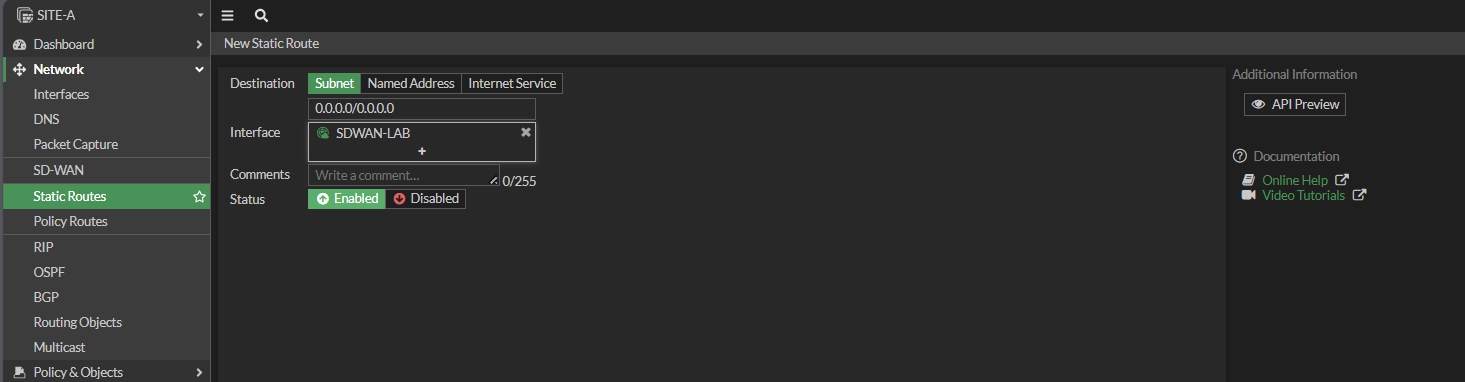 SITE-A
Dashboard
Network
Interfaces
DNS
Packet Capture
SD-WAN
Static Routes
Policy Routes
RIP
OSPF
BGP
Routing Objects
Multicast
Policy & Objects
New Static Route
Destination Subnet Named Address Internet Service
0.0.0.0/0.0.0.0
Interface SDWAN-LAB
+
Comments Write a comment... 0/255
Status Enabled Disabled
Additional Information
API Preview
Documentation
Online Help
Video Tutorials